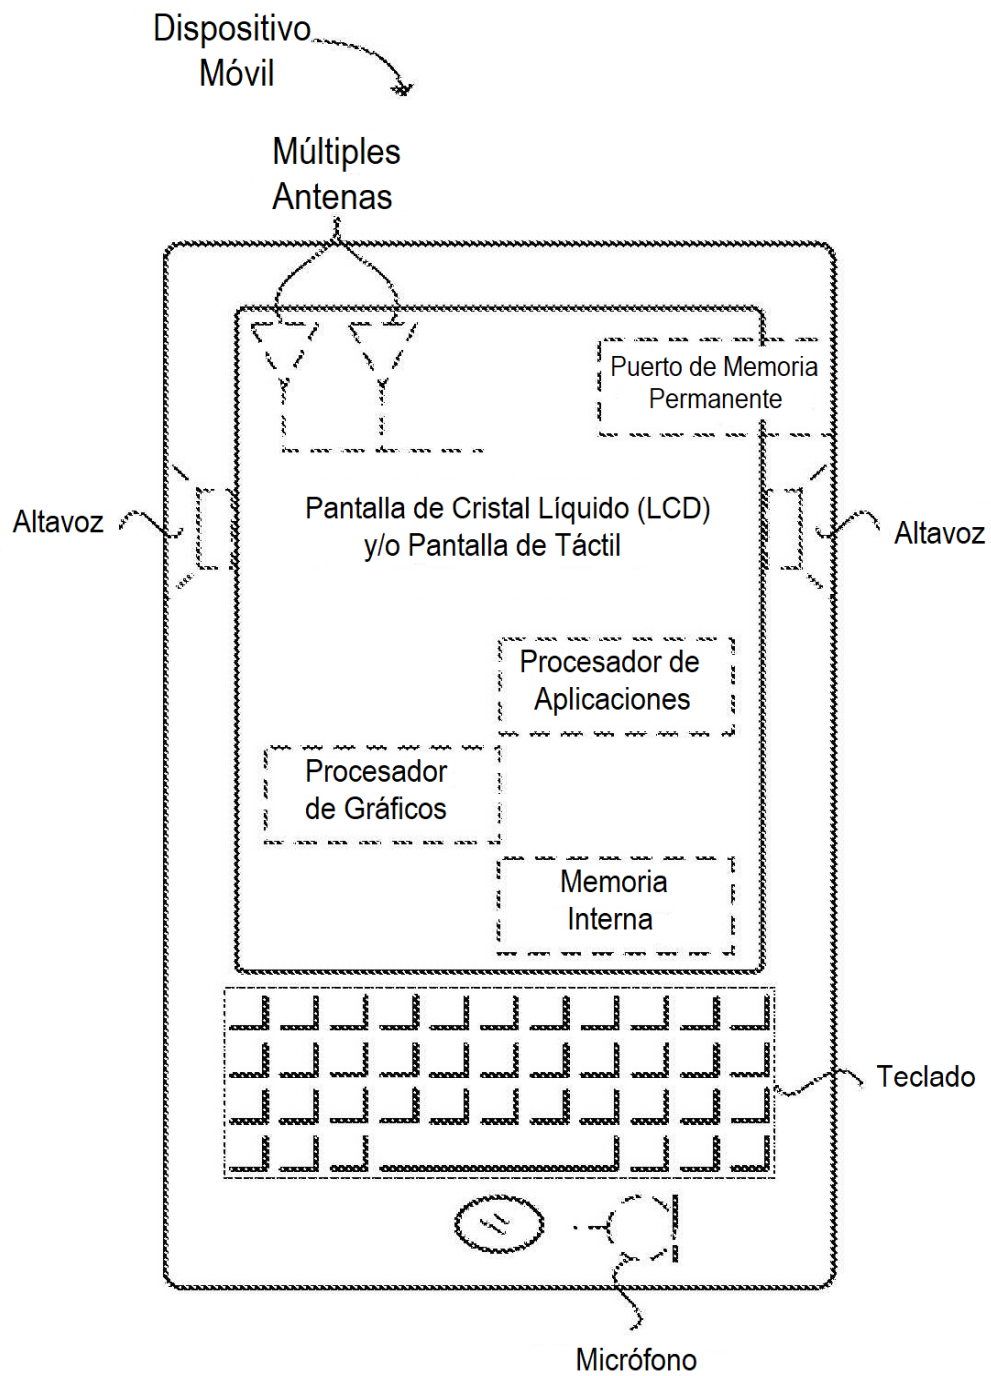 Dispositivo
Móvil
Múltiples
Antenas
Puerto de Memoria
Permanente
Pantalla de Cristal Líquido (LCD)
y/o Pantalla de Táctil
Altavoz
Altavoz
Procesador de
Aplicaciones
Procesador
de Gráficos
Memoria
Interna
Teclado
Micrófono